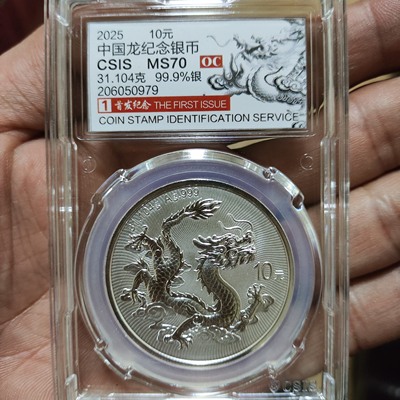 2025 10元
中国龙纪念银币
CSIS MS70 OC
31.104克 99.9%银
206050979
1 首发纪念 THE FIRST ISSUE
COIN STAMP IDENTIFICATION SERVICE
10元
CSIS